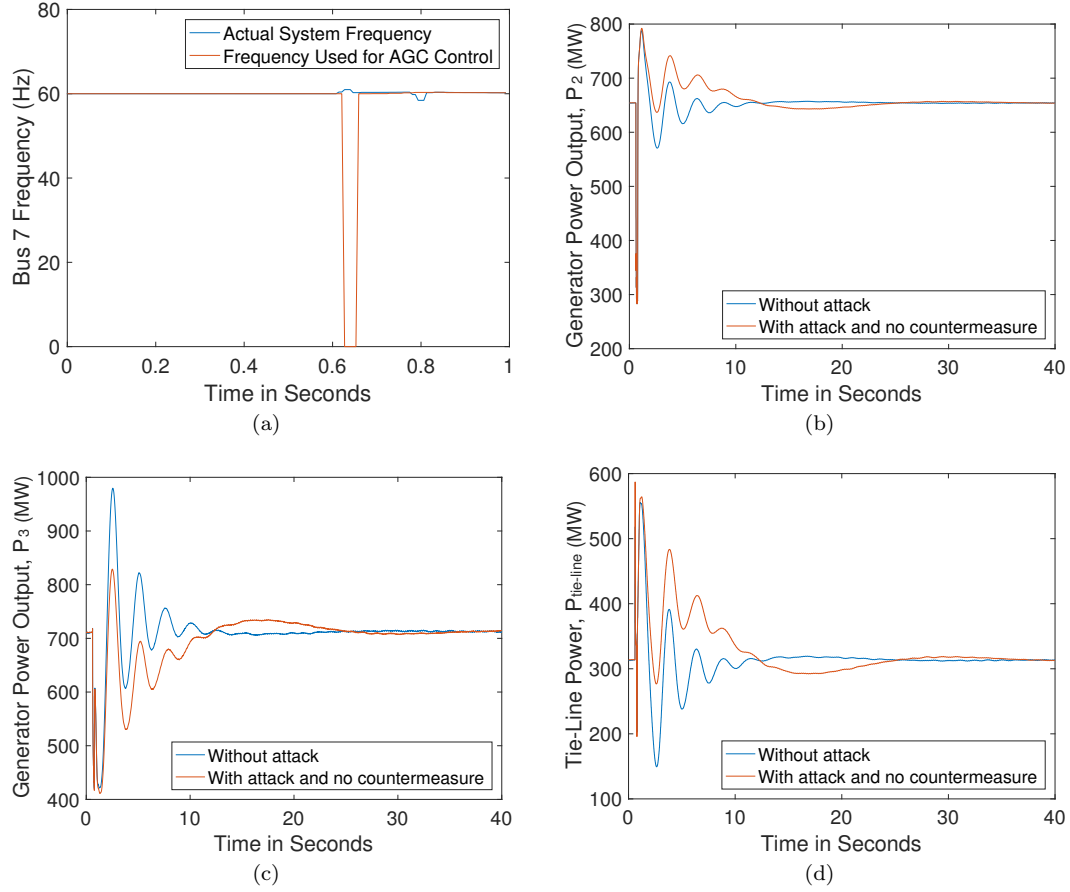 80
60
40
20
0
0
0.2
0.4
0.6
0.8
1
Bus 7 Frequency (Hz)
Time in Seconds
Actual System Frequency
Frequency Used for AGC Control
(a)
800
700
600
500
400
300
200
0
10
20
30
40
Generator Power Output, P2 (MW)
Time in Seconds
Without attack
With attack and no countermeasure
(b)
1000
900
800
700
600
500
400
0
10
20
30
40
Generator Power Output, P3 (MW)
Time in Seconds
Without attack
With attack and no countermeasure
(c)
600
500
400
300
200
100
0
10
20
30
40
Tie-Line Power, Ptie-line (MW)
Time in Seconds
Without attack
With attack and no countermeasure
(d)